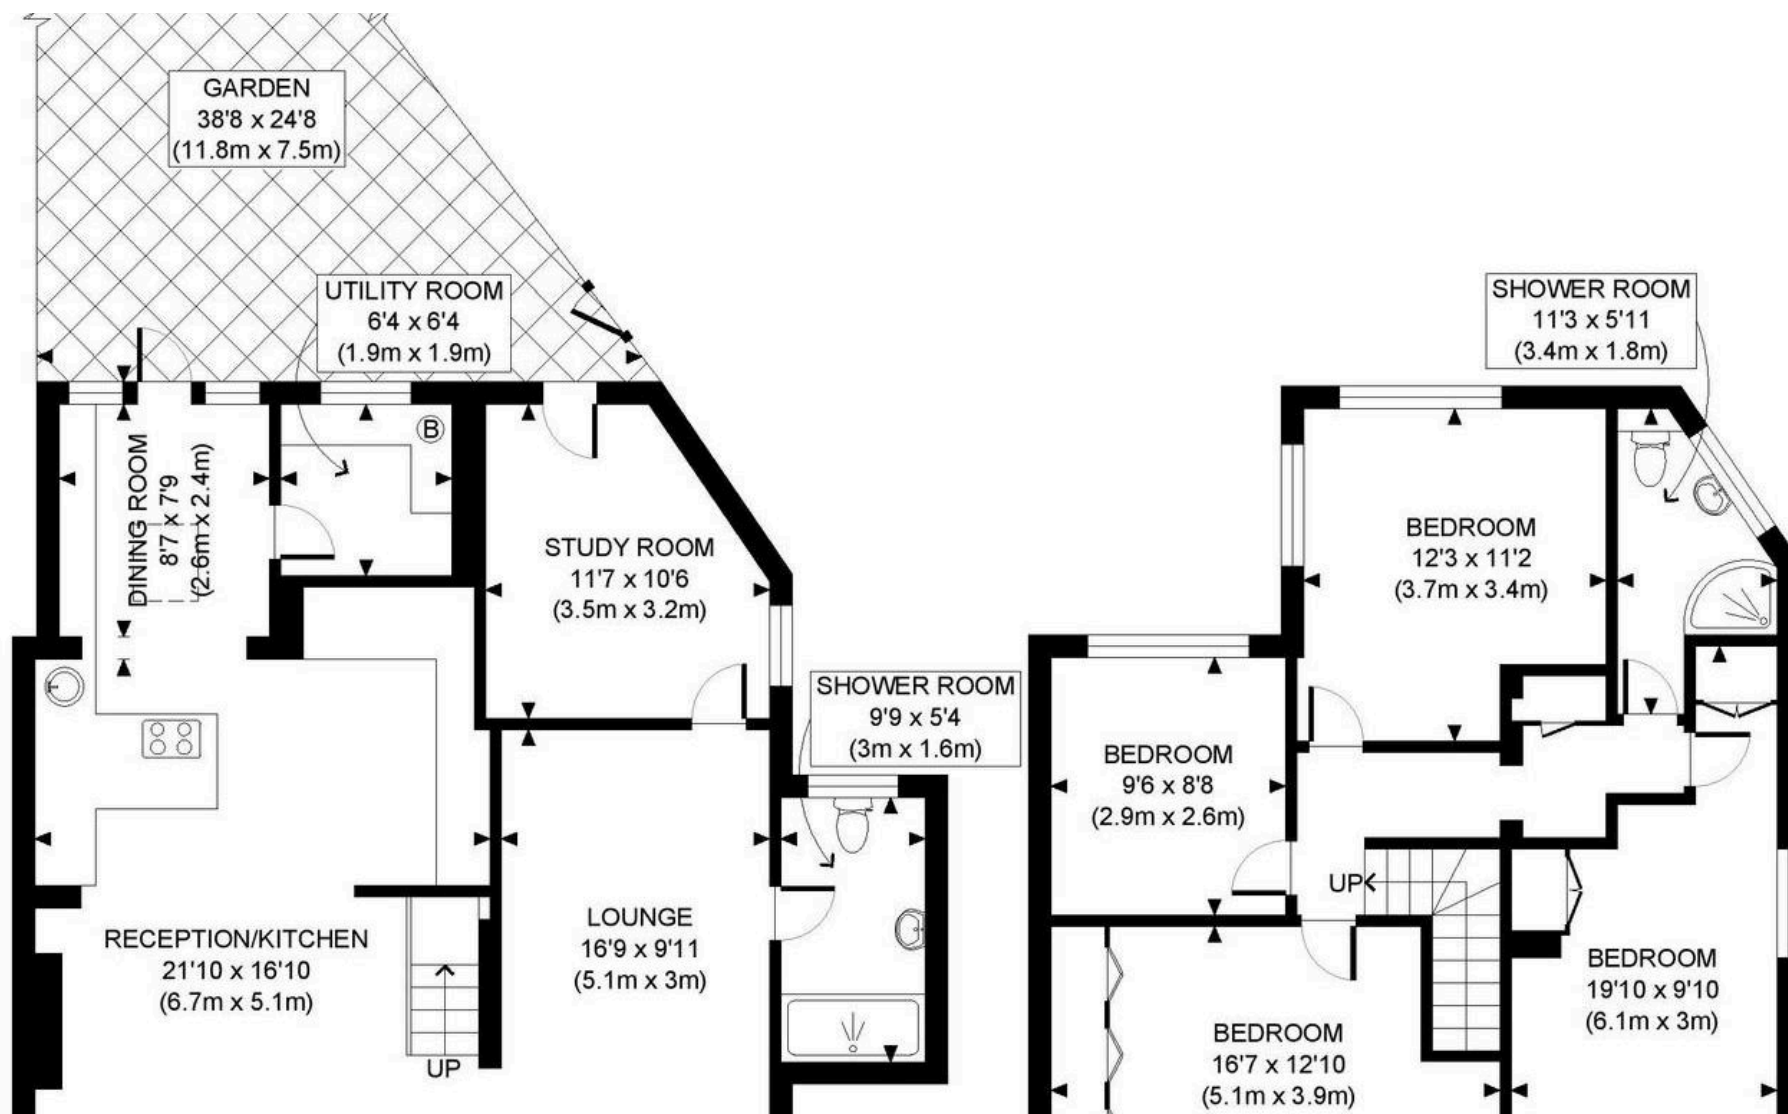 GARDEN
38'8 x 24'8
(11.8m x 7.5m)
UTILITY ROOM
6'4 x 6'4
(1.9m x 1.9m)
B
DINING ROOM
8'7 x 7'9
(2.6m x 2.4m)
STUDY ROOM
11'7 x 10'6
(3.5m x 3.2m)
SHOWER ROOM
9'9 x 5'4
(3m x 1.6m)
RECEPTION/KITCHEN
21'10 x 16'10
(6.7m x 5.1m)
UP
LOUNGE
16'9 x 9'11
(5.1m x 3m)
SHOWER ROOM
11'3 x 5'11
(3.4m x 1.8m)
BEDROOM
12'3 x 11'2
(3.7m x 3.4m)
BEDROOM
9'6 x 8'8
(2.9m x 2.6m)
UP
BEDROOM
19'10 x 9'10
(6.1m x 3m)
BEDROOM
16'7 x 12'10
(5.1m x 3.9m)